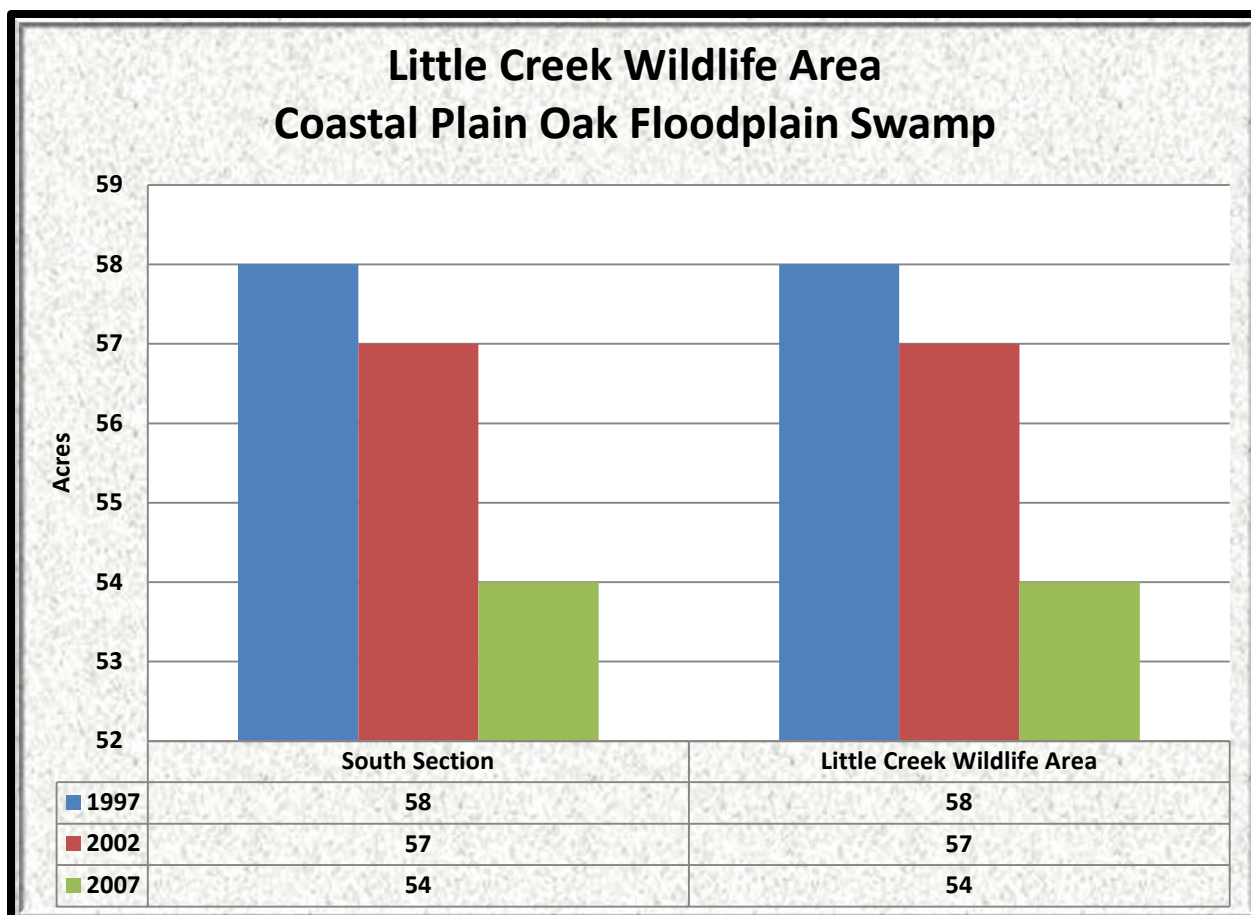 Little Creek Wildlife Area
Coastal Plain Oak Floodplain Swamp
59
58
57
56
55
54
53
52
Acres
South Section Little Creek Wildlife Area
1997 58 58
2002 57 57
2007 54 54